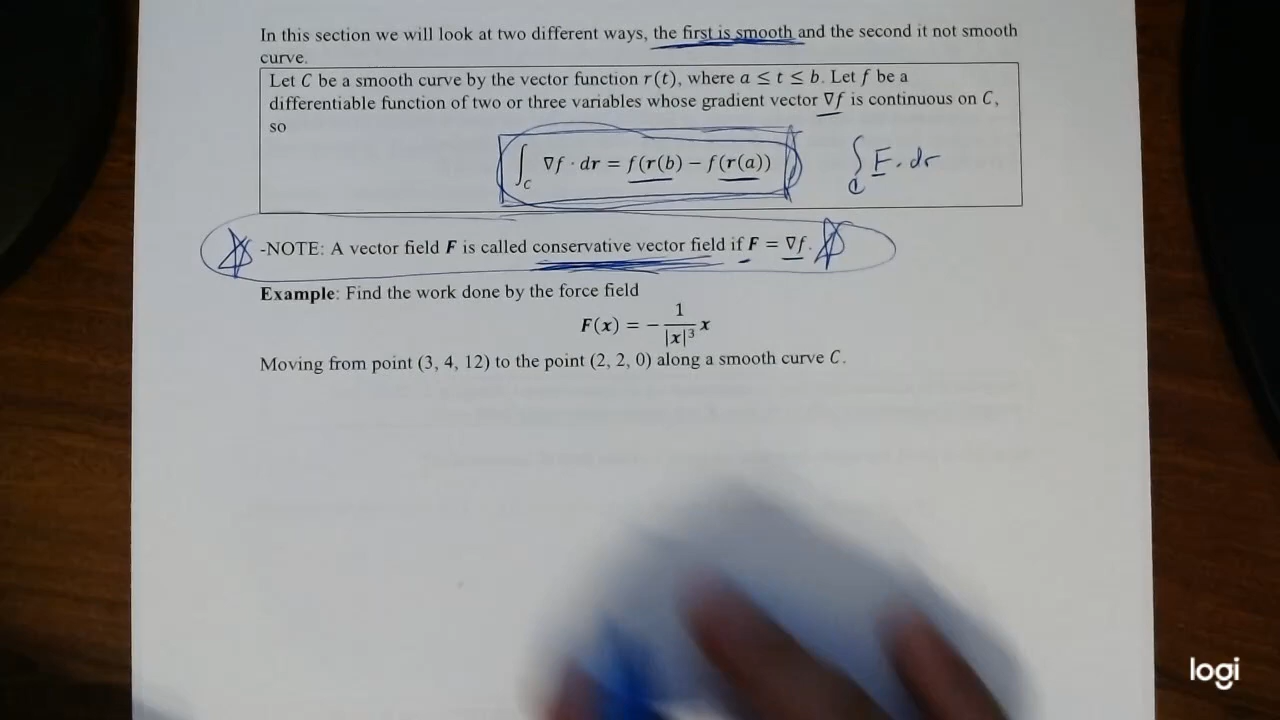 In this section we will look at two different ways, the first is smooth and the second it not smooth
curve.
Let C be a smooth curve by the vector function r(t), where a ≤ t ≤ b. Let f be a
differentiable function of two or three variables whose gradient vector ∇f is continuous on C,
so
∫_C ∇f · dr = f(r(b) − f(r(a)) ∫_C F · dr
-NOTE: A vector field F is called conservative vector field if F = ∇f.
Example: Find the work done by the force field
F(x) = − 1/|x|³ x
Moving from point (3, 4, 12) to the point (2, 2, 0) along a smooth curve C.
logi